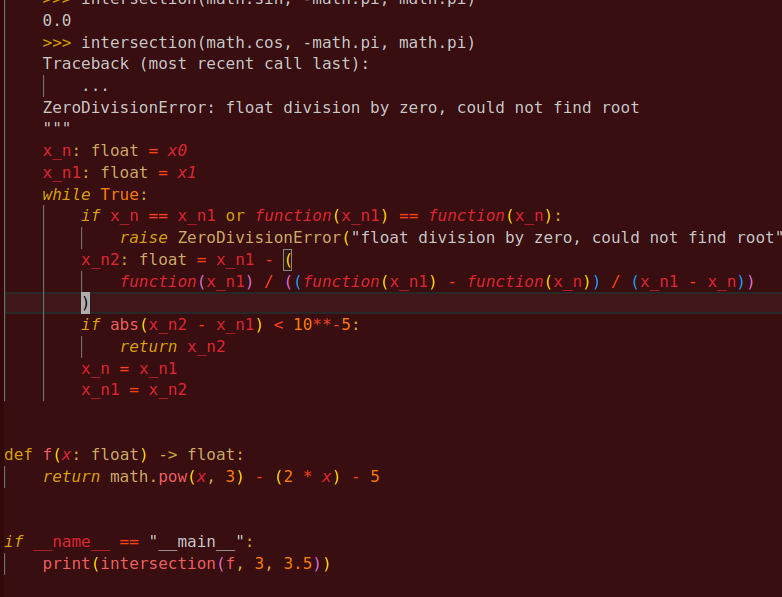 >>> intersection(math.sin, -math.pi, math.pi)
0.0
>>> intersection(math.cos, -math.pi, math.pi)
Traceback (most recent call last):
...
ZeroDivisionError: float division by zero, could not find root
"""
x_n: float = x0
x_n1: float = x1
while True:
if x_n == x_n1 or function(x_n1) == function(x_n):
raise ZeroDivisionError("float division by zero, could not find root"
x_n2: float = x_n1 - (
function(x_n1) / ((function(x_n1) - function(x_n)) / (x_n1 - x_n))
)
if abs(x_n2 - x_n1) < 10**-5:
return x_n2
x_n = x_n1
x_n1 = x_n2
def f(x: float) -> float:
return math.pow(x, 3) - (2 * x) - 5
if __name__ == "__main__":
print(intersection(f, 3, 3.5))